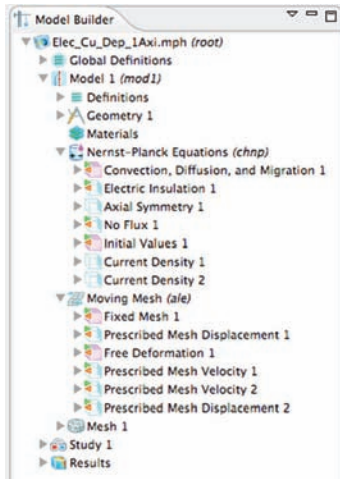 Model Builder
Elec_Cu_Dep_1Axi.mph (root)
Global Definitions
Model 1 (mod1)
Definitions
Geometry 1
Materials
Nernst-Planck Equations (chnp)
Convection, Diffusion, and Migration 1
Electric Insulation 1
Axial Symmetry 1
No Flux 1
Initial Values 1
Current Density 1
Current Density 2
Moving Mesh (ale)
Fixed Mesh 1
Prescribed Mesh Displacement 1
Free Deformation 1
Prescribed Mesh Velocity 1
Prescribed Mesh Velocity 2
Prescribed Mesh Displacement 2
Mesh 1
Study 1
Results